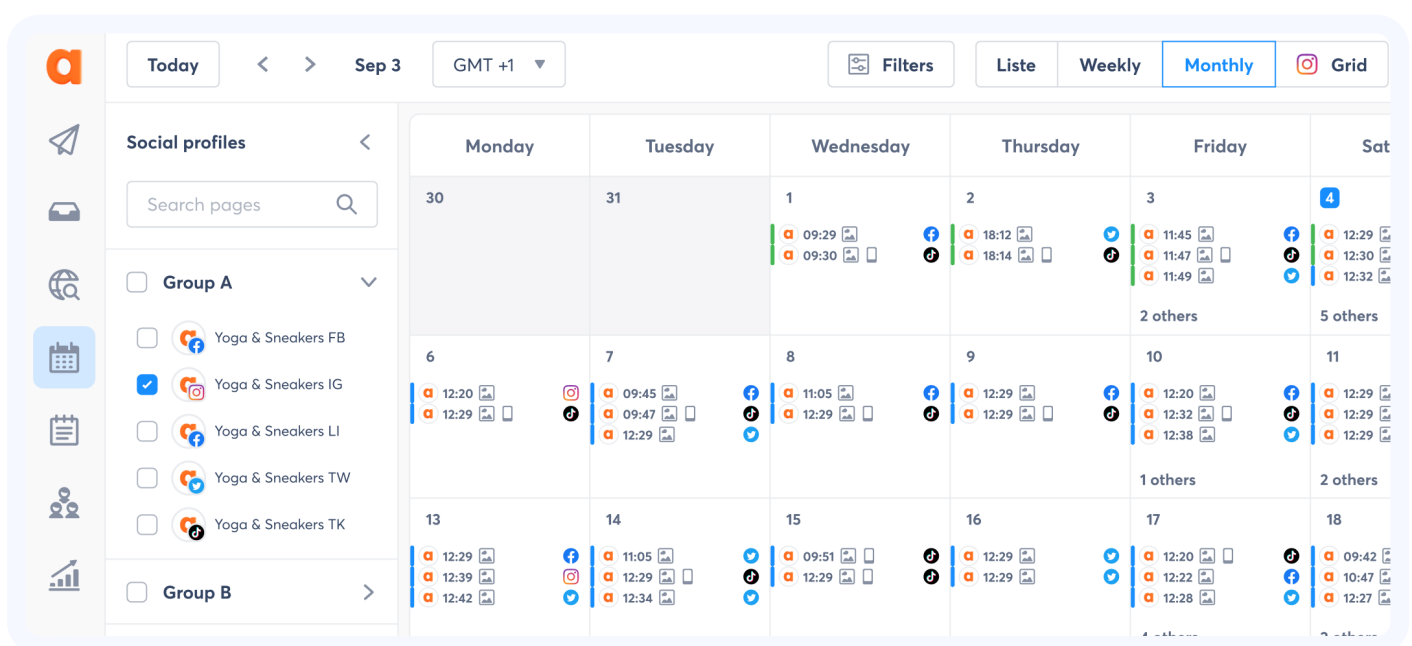 Today
Sep 3
GMT +1
Filters
Liste
Weekly
Monthly
Grid
Social profiles
Search pages
Group A
Yoga & Sneakers FB
Yoga & Sneakers IG
Yoga & Sneakers LI
Yoga & Sneakers TW
Yoga & Sneakers TK
Group B
Monday Tuesday Wednesday Thursday Friday Sat
30 31 1 2 3 4
09:29 18:12 11:45 12:29
09:30 18:14 11:47 12:30
11:49 12:32
2 others 5 others
6 7 8 9 10 11
12:20 09:45 11:05 12:29 12:20 12:29
12:29 09:47 12:29 12:29 12:32 12:29
12:29 12:38 12:29
1 others 2 others
13 14 15 16 17 18
12:29 11:05 09:51 12:29 12:20 09:42
12:39 12:29 12:29 12:29 12:22 10:47
12:42 12:34 12:28 12:27